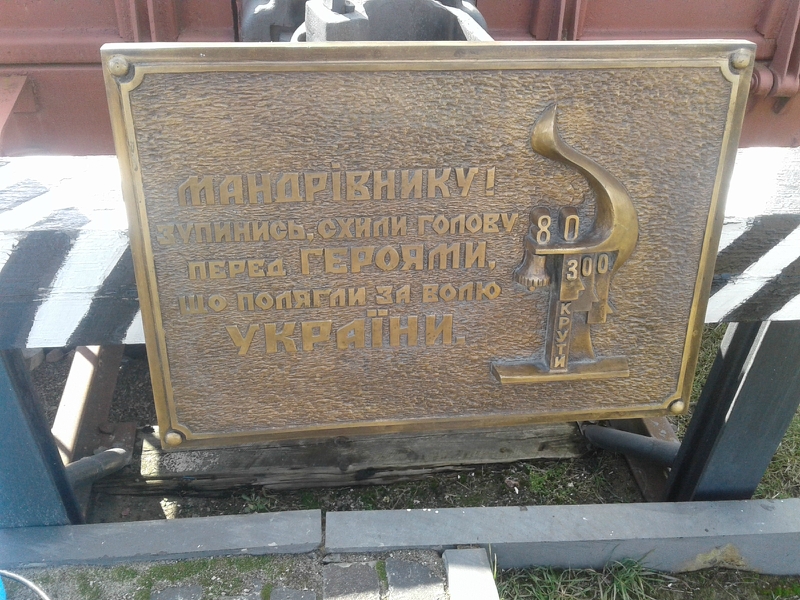 МАНДРІВНИКУ!
ЗУПИНИСЬ, СХИЛИ ГОЛОВУ
ПЕРЕД ГЕРОЯМИ,
ЩО ПОЛЯГЛИ ЗА ВОЛЮ
УКРАЇНИ.
80
300
КРУТИ